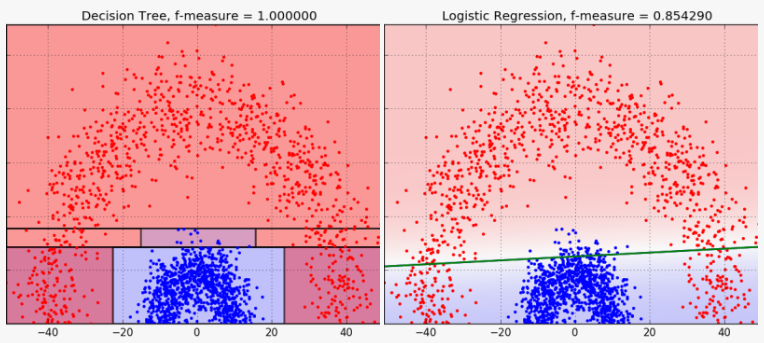 Decision Tree, f-measure = 1.000000
Logistic Regression, f-measure = 0.854290
−40 −20 0 20 40
−40 −20 0 20 40